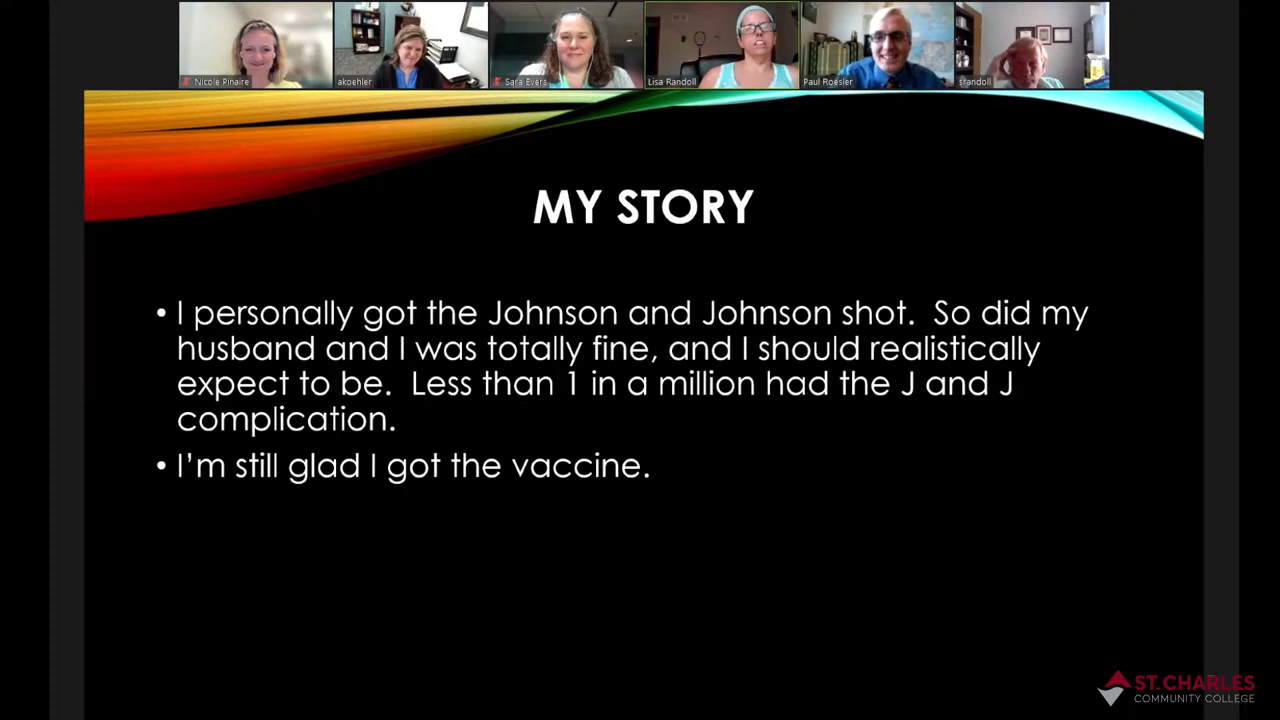 Nicole Pinaire
akoehler
Sara Evers
Lisa Randoll
Paul Roesler
srandoll
MY STORY
• I personally got the Johnson and Johnson shot.  So did my
husband and I was totally fine, and I should realistically
expect to be.  Less than 1 in a million had the J and J
complication.
• I'm still glad I got the vaccine.
ST. CHARLES
COMMUNITY COLLEGE